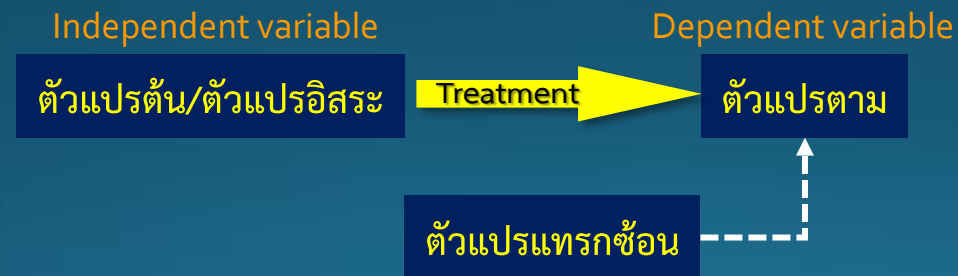 Independent variable
Dependent variable
ตัวแปรต้น/ตัวแปรอิสระ
Treatment
ตัวแปรตาม
ตัวแปรแทรกซ้อน